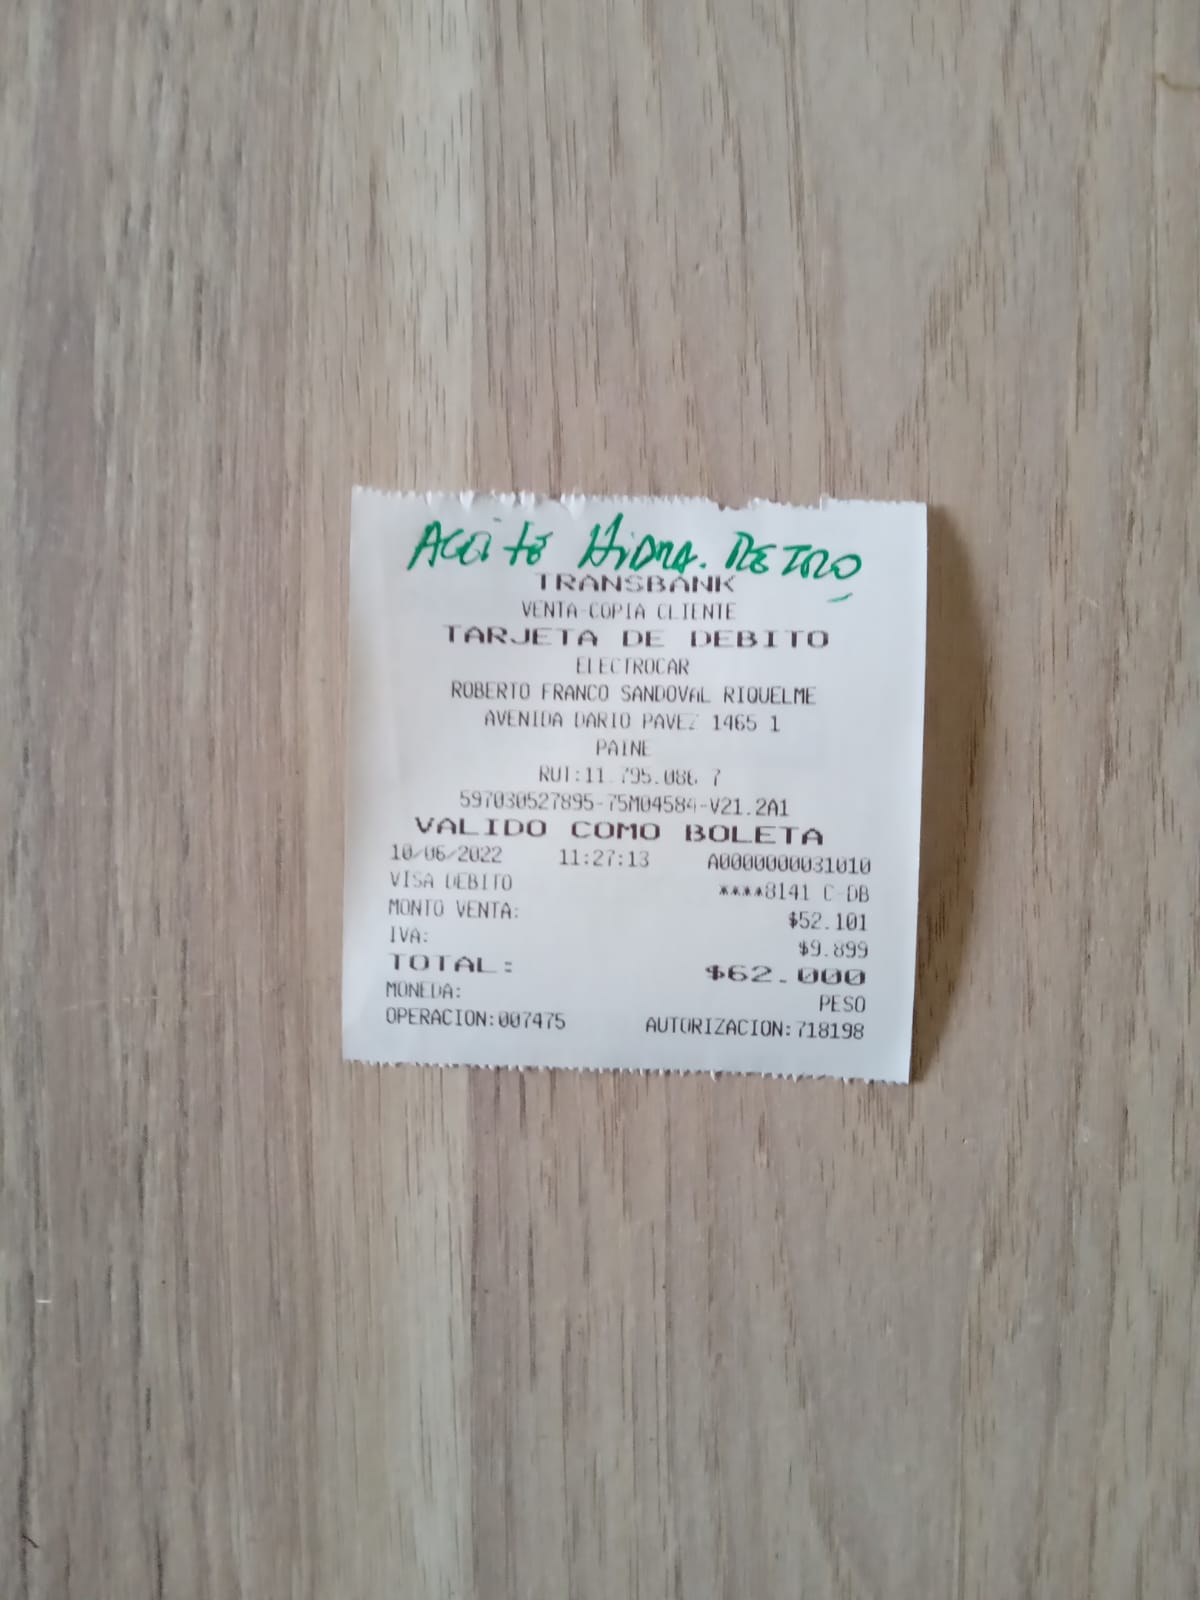 ACEITE HIDRA. RETRO
TRANSBANK
VENTA-COPIA CLIENTE
TARJETA DE DEBITO
ELECTROCAR
ROBERTO FRANCO SANDOVAL RIQUELME
AVENIDA DARIO PAVEZ 1465 1
PAINE
RUT:11.795.086 7
597030527895-75M04584-V21.2A1
VALIDO COMO BOLETA
10/06/2022 11:27:13 A0000000031010
VISA DEBITO ****8141 C-DB
MONTO VENTA: $52.101
IVA: $9.899
TOTAL: $62.000
MONEDA: PESO
OPERACION:007475 AUTORIZACION:718198